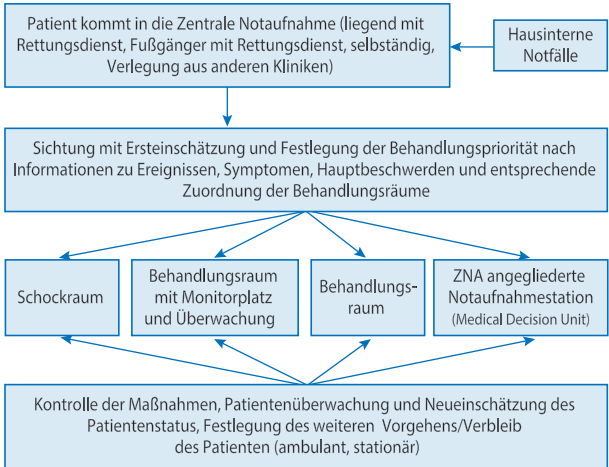 Patient kommt in die Zentrale Notaufnahme (liegend mit
Rettungsdienst, Fußgänger mit Rettungsdienst, selbständig,
Verlegung aus anderen Kliniken)
Hausinterne
Notfälle
Sichtung mit Ersteinschätzung und Festlegung der Behandlungspriorität nach
Informationen zu Ereignissen, Symptomen, Hauptbeschwerden und entsprechende
Zuordnung der Behandlungsräume
Schockraum
Behandlungsraum
mit Monitorplatz
und Überwachung
Behandlungs-
raum
ZNA angegliederte
Notaufnahmestation
(Medical Decision Unit)
Kontrolle der Maßnahmen, Patientenüberwachung und Neueinschätzung des
Patientenstatus, Festlegung des weiteren Vorgehens/Verbleib
des Patienten (ambulant, stationär)